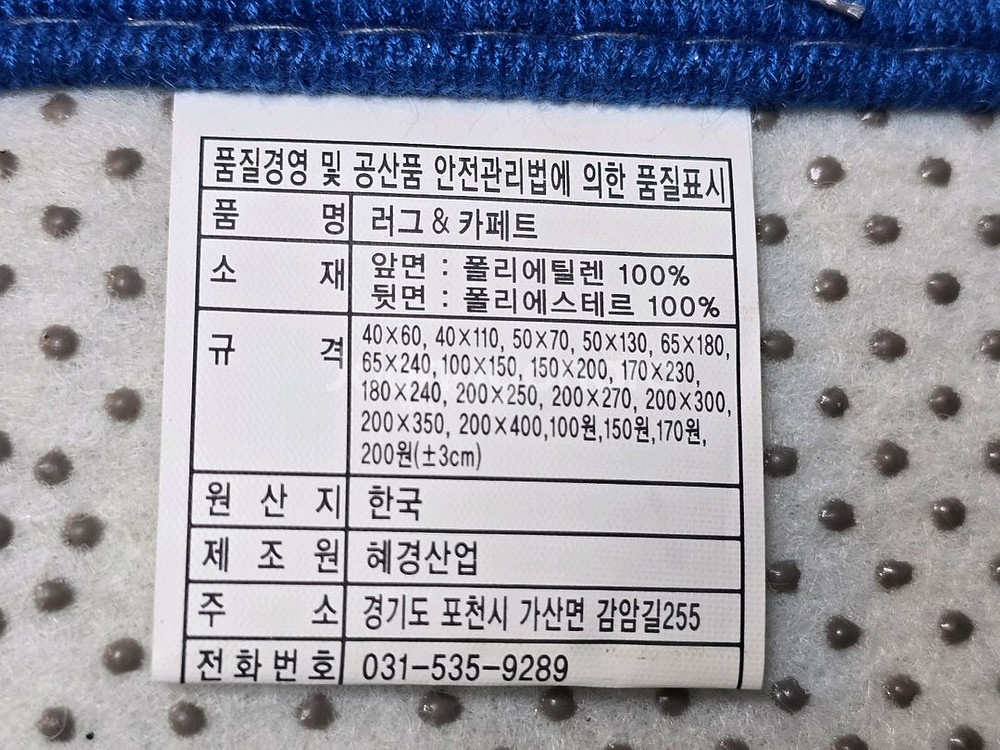 품질경영 및 공산품 안전관리법에 의한 품질표시
품 명 러그 & 카페트
소 재 앞면 : 폴리에틸렌 100%
뒷면 : 폴리에스테르 100%
규 격 40×60, 40×110, 50×70, 50×130, 65×180,
65×240, 100×150, 150×200, 170×230,
180×240, 200×250, 200×270, 200×300,
200×350, 200×400,100원,150원,170원,
200원(±3cm)
원 산 지 한국
제 조 원 혜경산업
주 소 경기도 포천시 가산면 감암길255
전화번호 031-535-9289